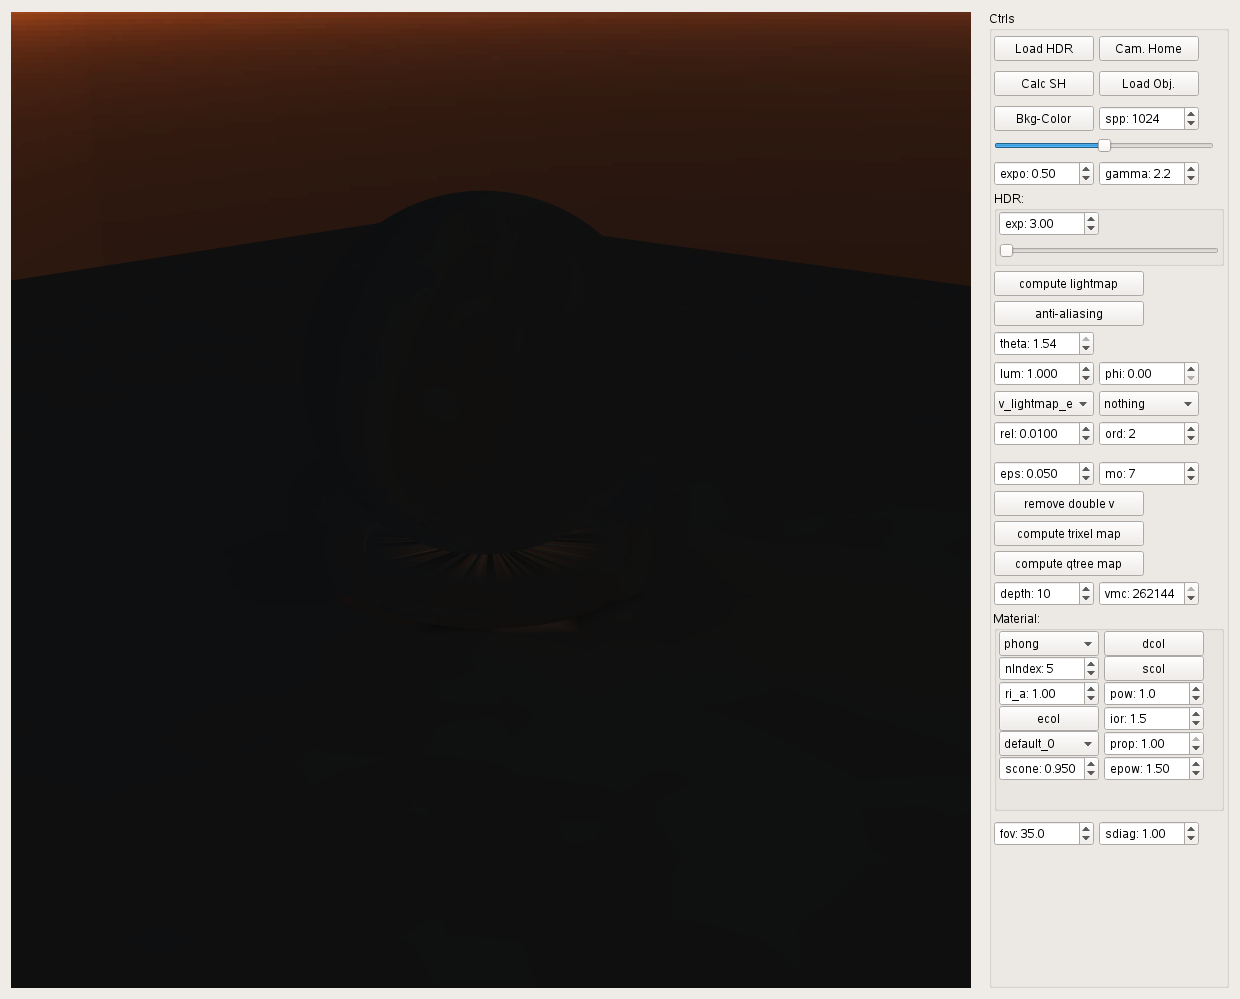 Ctrls
Load HDR Cam. Home
Calc SH Load Obj.
Bkg-Color spp: 1024
expo: 0.50 gamma: 2.2
HDR:
exp: 3.00
compute lightmap
anti-aliasing
theta: 1.54
lum: 1.000 phi: 0.00
v_lightmap_e nothing
rel: 0.0100 ord: 2
eps: 0.050 mo: 7
remove double v
compute trixel map
compute qtree map
depth: 10 vmc: 262144
Material:
phong dcol
nIndex: 5 scol
ri_a: 1.00 pow: 1.0
ecol ior: 1.5
default_0 prop: 1.00
scone: 0.950 epow: 1.50
fov: 35.0 sdiag: 1.00